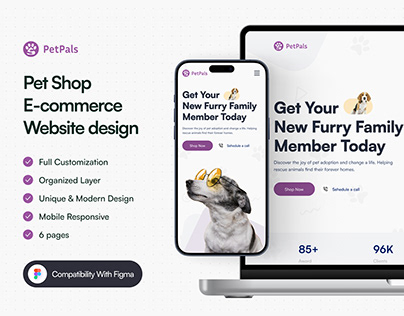 PetPals
Pet Shop
E-commerce
Website design
Full Customization
Organized Layer
Unique & Modern Design
Mobile Responsive
6 pages
Compatibility With Figma
PetPals
Get Your
New Furry Family
Member Today
Discover the joy of pet adoption and change a life. Helping
rescue animals find their forever homes.
Shop Now
Schedule a call
PetPals
Get Your
New Furry Family
Member Today
Discover the joy of pet adoption and change a life. Helping
rescue animals find their forever homes.
Shop Now
Schedule a call
85+
96K
Clients